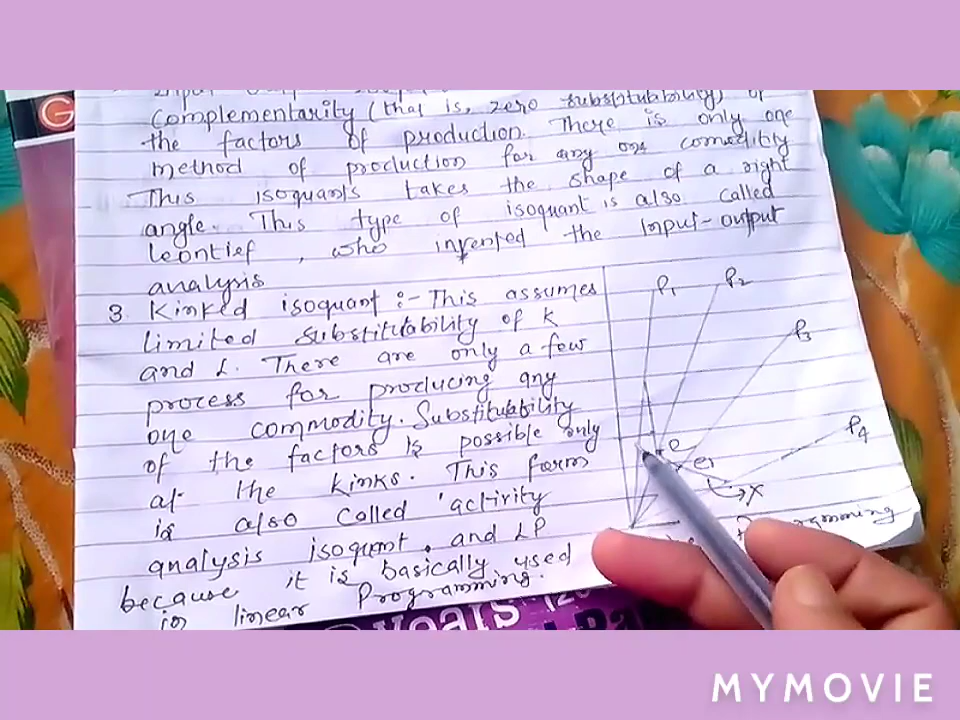 complementarity (that is, zero substitutability) of
the factors of production. There is only one
method of production for any one comodity
This isoquants takes the shape of a right
angle. This type of isoquant is also called
leontief, who invented the Input-output
analysis
3. Kinked isoquant :- This assumes
limited substitutability of K
and L. There are only a few
process for producing any
one commodity. Substitutability
of the factors is possible only
at the kinks. This form
is also called 'activity
analysis isoquant. and LP
because it is basically used
in linear Programming.
P1
P2
P3
P4
e
e1
X
Programming
G
years
MYMOVIE